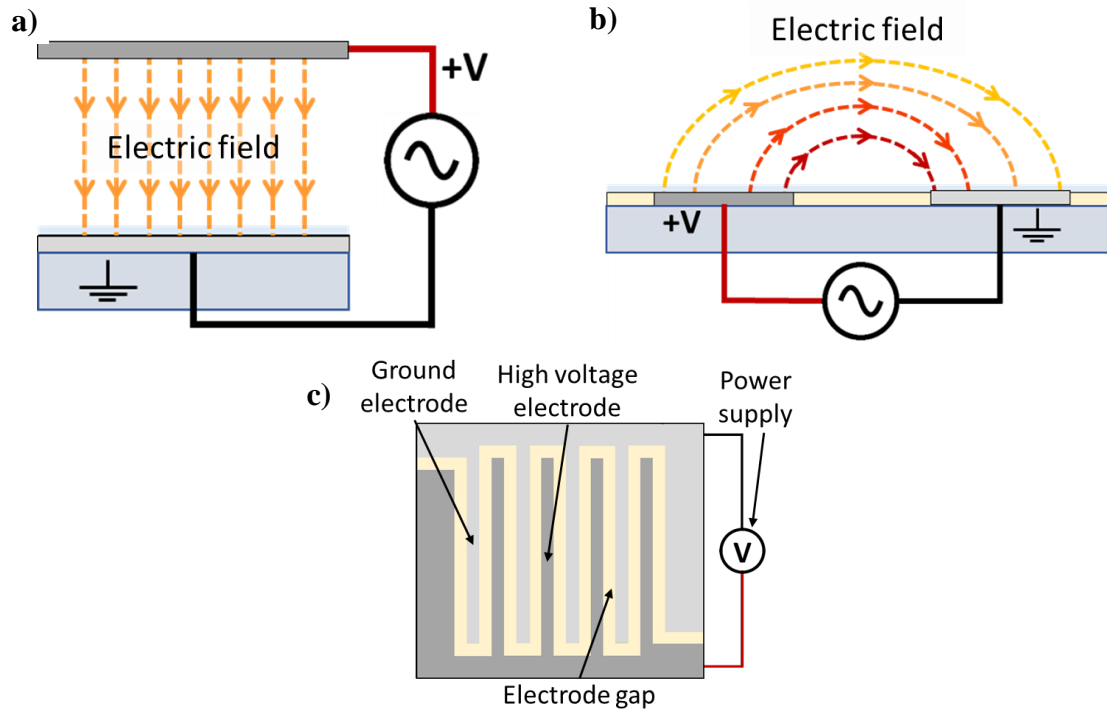 a)
+V
Electric field
b)
Electric field
+V
c)
Ground
electrode
High voltage
electrode
Power
supply
V
Electrode gap